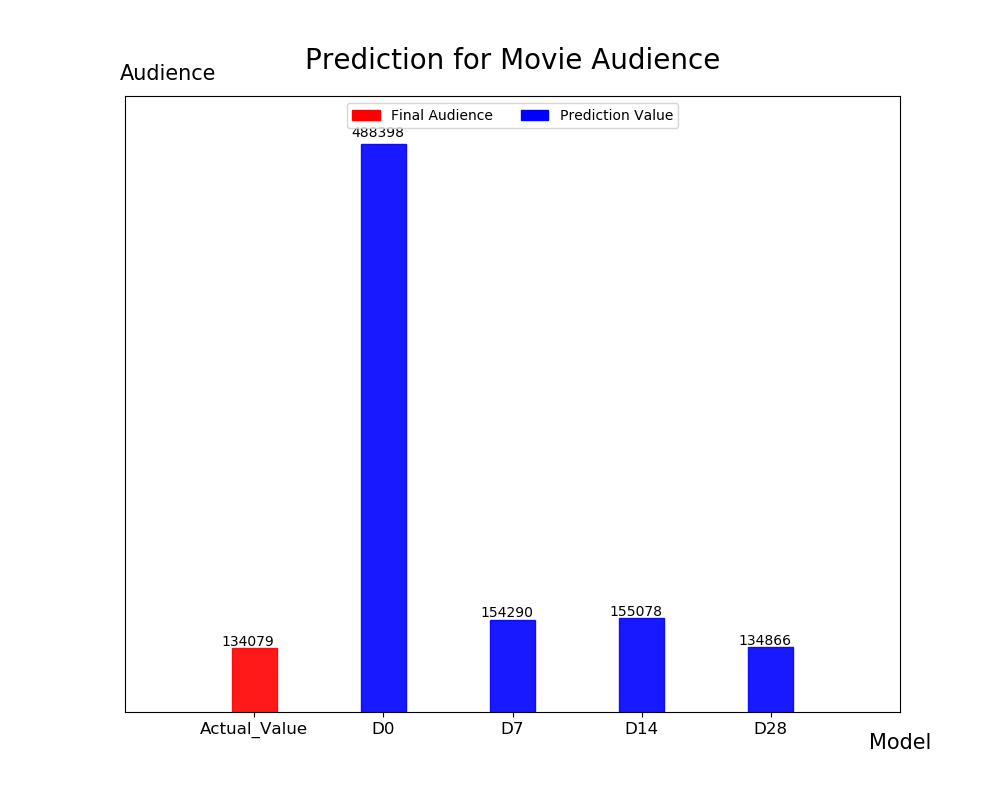 Prediction for Movie Audience
Audience
Final Audience Prediction Value
488398
154290
155078
134079
134866
Actual_Value D0 D7 D14 D28
Model